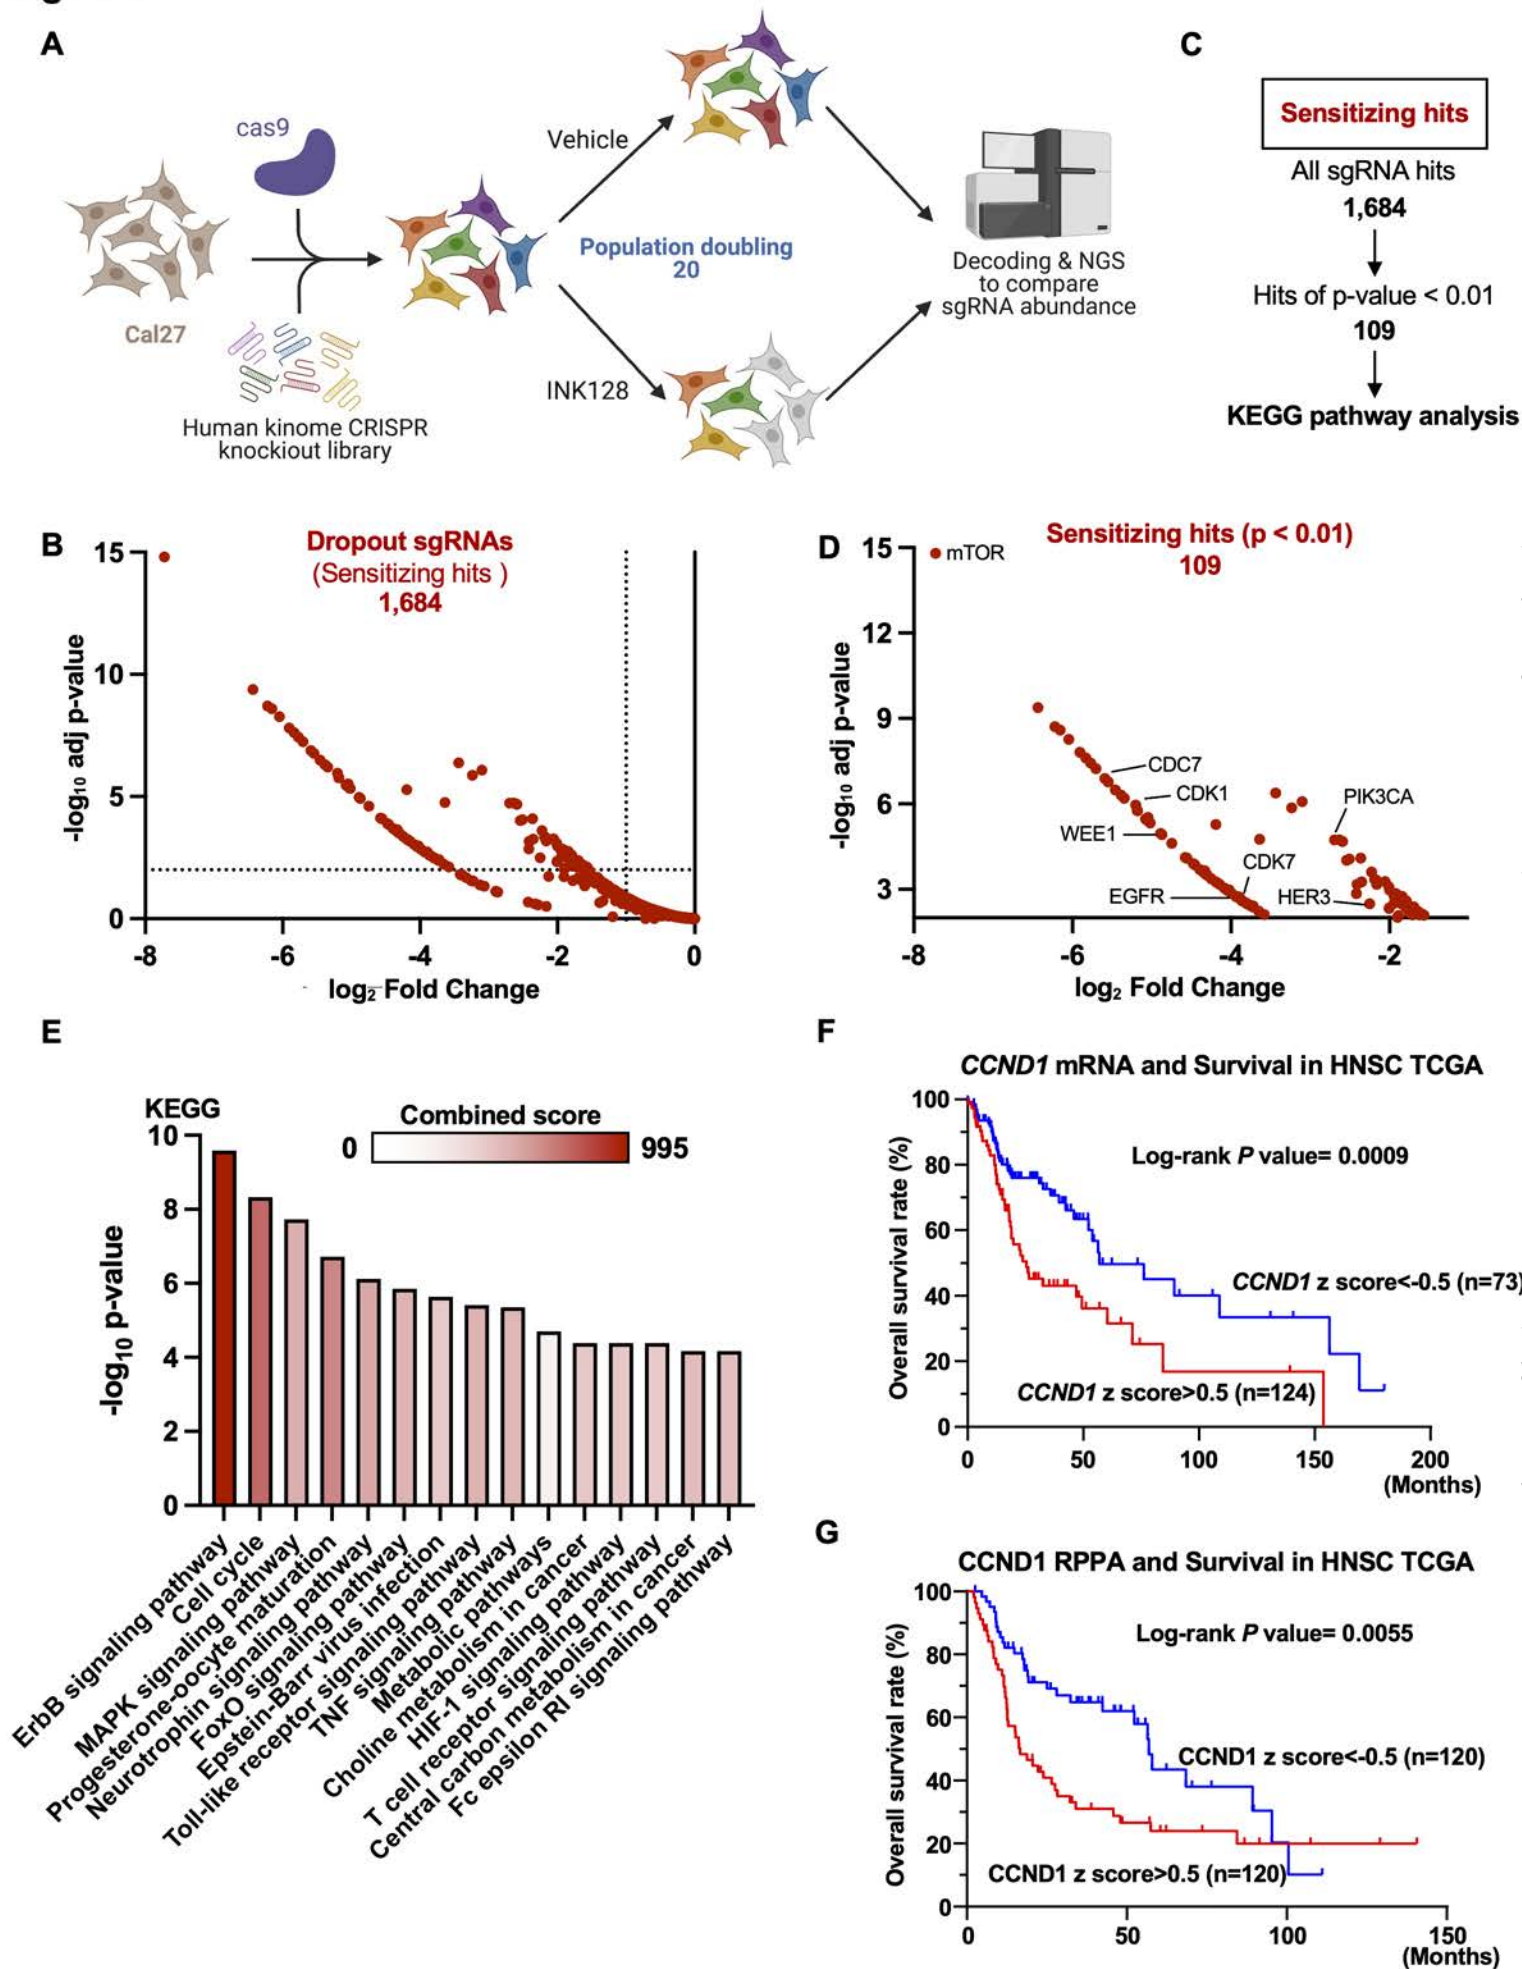 A
cas9
Cal27
Human kinome CRISPR
knockout library
Vehicle
Population doubling
20
INK128
Decoding & NGS
to compare
sgRNA abundance
C
Sensitizing hits
All sgRNA hits
1,684
Hits of p-value < 0.01
109
KEGG pathway analysis
B
Dropout sgRNAs
(Sensitizing hits )
1,684
-log₁₀ adj p-value
15
10
5
0
-8 -6 -4 -2 0
log₂ Fold Change
D
Sensitizing hits (p < 0.01)
109
-log₁₀ adj p-value
15
12
9
6
3
mTOR
CDC7
CDK1
WEE1
CDK7
EGFR
HER3
PIK3CA
-8 -6 -4 -2
log₂ Fold Change
E
KEGG
Combined score
0 995
-log₁₀ p-value
10
8
6
4
2
0
ErbB signaling pathway
Cell cycle
MAPK signaling pathway
Progesterone-oocyte maturation
Neurotrophin signaling pathway
FoxO signaling pathway
Epstein-Barr virus infection
Toll-like receptor signaling pathway
TNF signaling pathway
Metabolic pathways
Choline metabolism in cancer
HIF-1 signaling pathway
T cell receptor signaling pathway
Central carbon metabolism in cancer
Fc epsilon RI signaling pathway
F
CCND1 mRNA and Survival in HNSC TCGA
Overall survival rate (%)
100
80
60
40
20
0
Log-rank P value= 0.0009
CCND1 z score<-0.5 (n=73)
CCND1 z score>0.5 (n=124)
0 50 100 150 200
(Months)
G
CCND1 RPPA and Survival in HNSC TCGA
Overall survival rate (%)
100
80
60
40
20
0
Log-rank P value= 0.0055
CCND1 z score<-0.5 (n=120)
CCND1 z score>0.5 (n=120)
0 50 100 150
(Months)